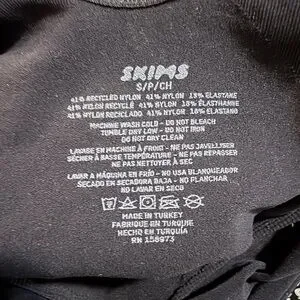 SKIMS
S/P/CH
41% RECYCLED NYLON 41% NYLON 18% ELASTANE
41% NYLON RECYCLÉ 41% NYLON 18% ÉLASTHANNE
41% NYLON RECICLADO 41% NYLON 18% ELASTANO
MACHINE WASH COLD - DO NOT BLEACH
TUMBLE DRY LOW - DO NOT IRON
DO NOT DRY CLEAN
LAVAGE EN MACHINE À FROID - NE PAS JAVELLISER
SÉCHER À BASSE TEMPÉRATURE - NE PAS REPASSER
NE PAS NETTOYER À SEC
LAVAR A MÁQUINA EN FRÍO - NO USA BLANQUEADOR
SECADO EN SECADORA BAJA - NO PLANCHAR
NO LAVAR EN SECO
MADE IN TURKEY
FABRIQUÉ EN TURQUIE
HECHO EN TURQUÍA
RN 158973